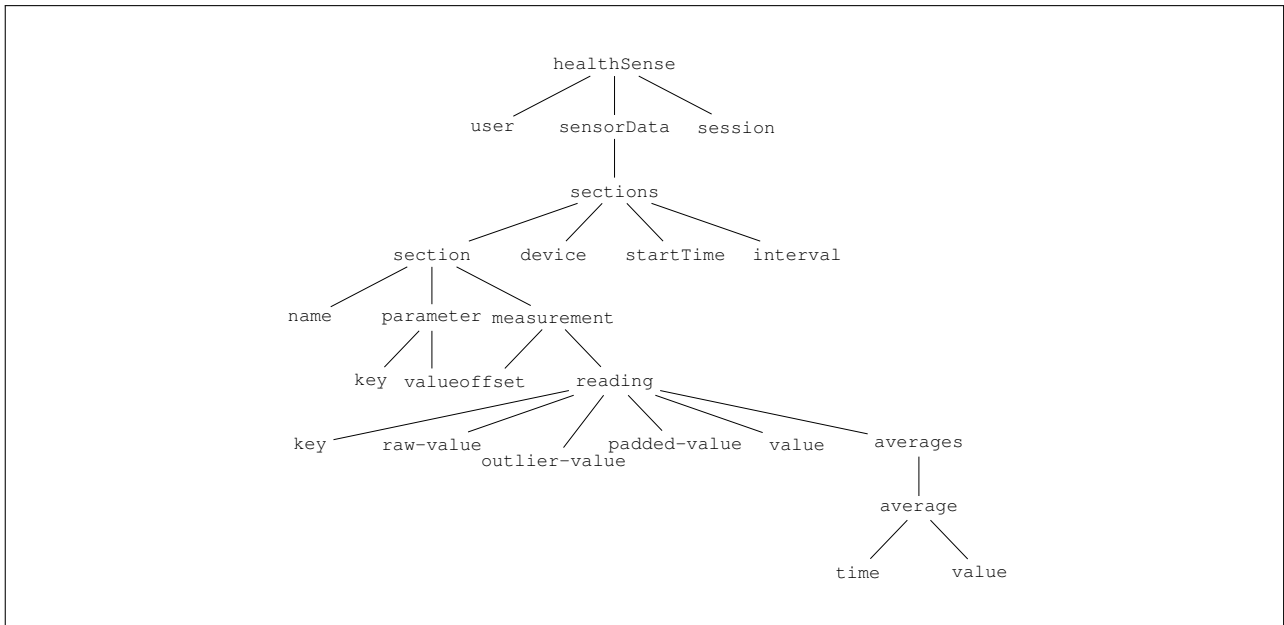 healthSense
user sensorData session
sections
section device startTime interval
name parameter measurement
key valueoffset reading
key raw-value outlier-value padded-value value averages
average
time value